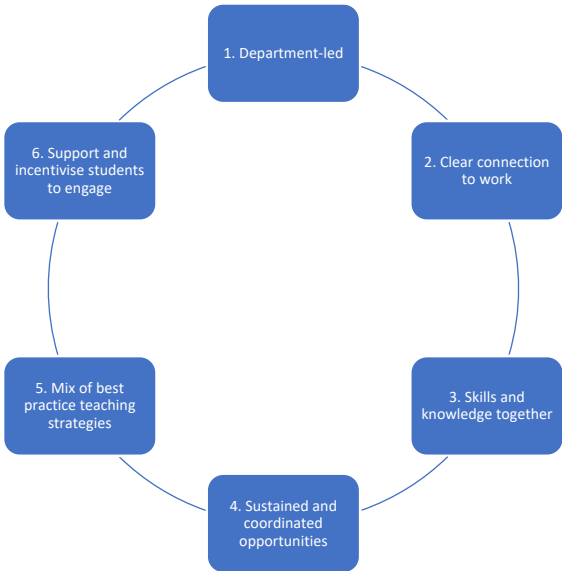 1. Department-led
2. Clear connection
to work
3. Skills and
knowledge together
4. Sustained and
coordinated
opportunities
5. Mix of best
practice teaching
strategies
6. Support and
incentivise students
to engage